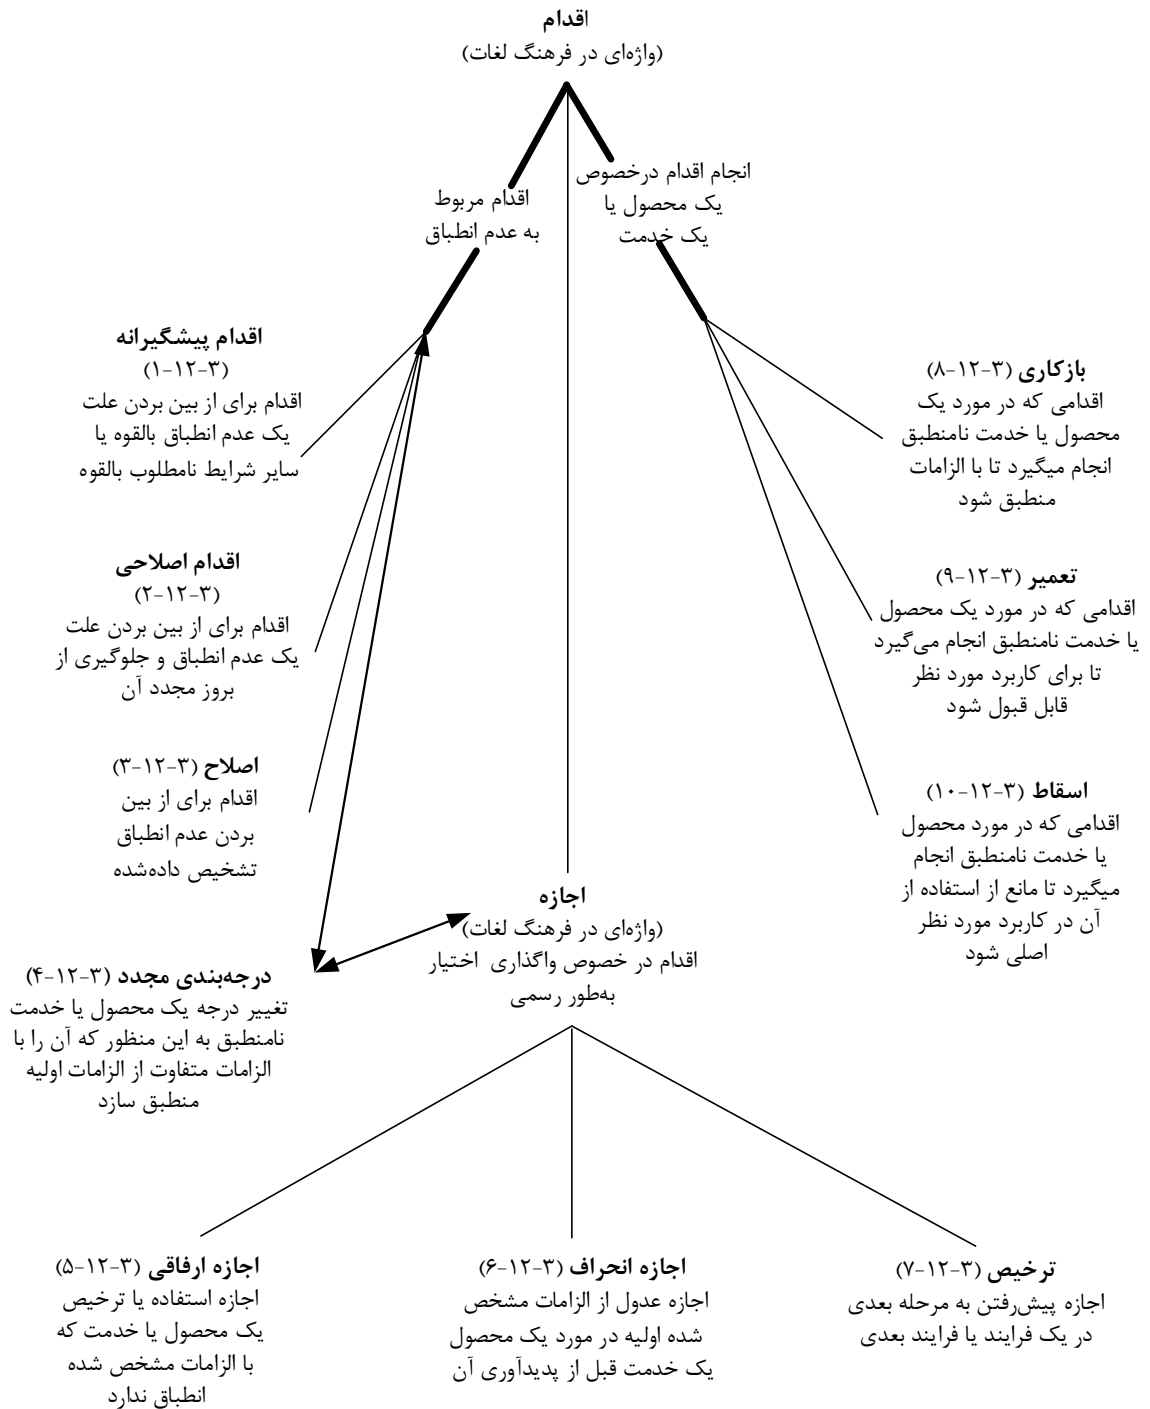 اقدام
(واژه‌ای در فرهنگ لغات)
انجام اقدام درخصوص
یک محصول یا
یک خدمت
اقدام مربوط
به عدم انطباق
اقدام پیشگیرانه
(۳-۱۲-۱)
اقدام برای از بین بردن علت
یک عدم انطباق بالقوه یا
سایر شرایط نامطلوب بالقوه
بازکاری (۳-۱۲-۸)
اقدامی که در مورد یک
محصول یا خدمت نامنطبق
انجام میگیرد تا با الزامات
منطبق شود
اقدام اصلاحی
(۳-۱۲-۲)
اقدام برای از بین بردن علت
یک عدم انطباق و جلوگیری از
بروز مجدد آن
تعمیر (۳-۱۲-۹)
اقدامی که در مورد یک محصول
یا خدمت نامنطبق انجام می‌گیرد
تا برای کاربرد مورد نظر
قابل قبول شود
اصلاح (۳-۱۲-۳)
اقدام برای از بین
بردن عدم انطباق
تشخیص داده‌شده
اسقاط (۳-۱۲-۱۰)
اقدامی که در مورد محصول
یا خدمت نامنطبق انجام
میگیرد تا مانع از استفاده از
آن در کاربرد مورد نظر
اصلی شود
اجازه
(واژه‌ای در فرهنگ لغات)
اقدام در خصوص واگذاری اختیار
به‌طور رسمی
درجه‌بندی مجدد (۳-۱۲-۴)
تغییر درجه یک محصول یا خدمت
نامنطبق به این منظور که آن را با
الزامات متفاوت از الزامات اولیه
منطبق سازد
ترخیص (۳-۱۲-۷)
اجازه پیش‌رفتن به مرحله بعدی
در یک فرایند یا فرایند بعدی
اجازه انحراف (۳-۱۲-۶)
اجازه عدول از الزامات مشخص
شده اولیه در مورد یک محصول
یک خدمت قبل از پدیدآوری آن
اجازه ارفاقی (۳-۱۲-۵)
اجازه استفاده یا ترخیص
یک محصول یا خدمت که
با الزامات مشخص شده
انطباق ندارد